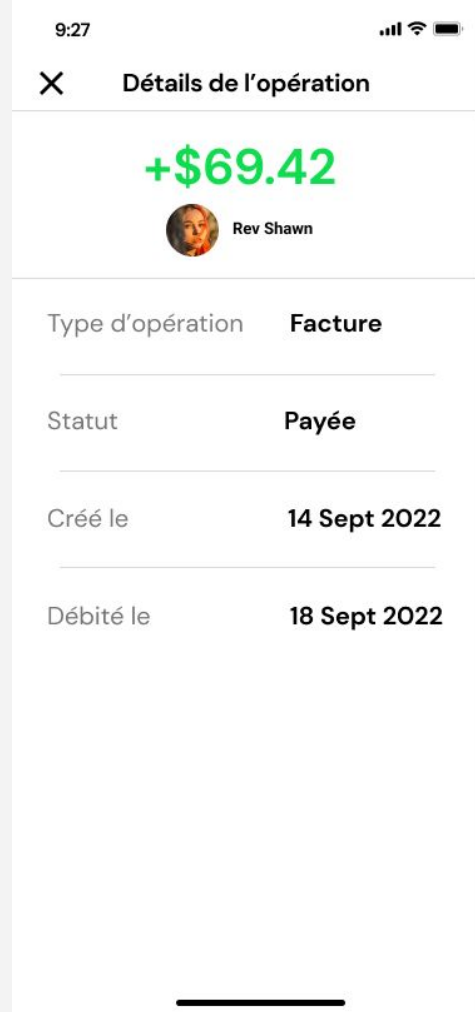 9:27
Détails de l’opération
+$69.42
Rev Shawn
Type d’opération Facture
Statut Payée
Créé le 14 Sept 2022
Débité le 18 Sept 2022